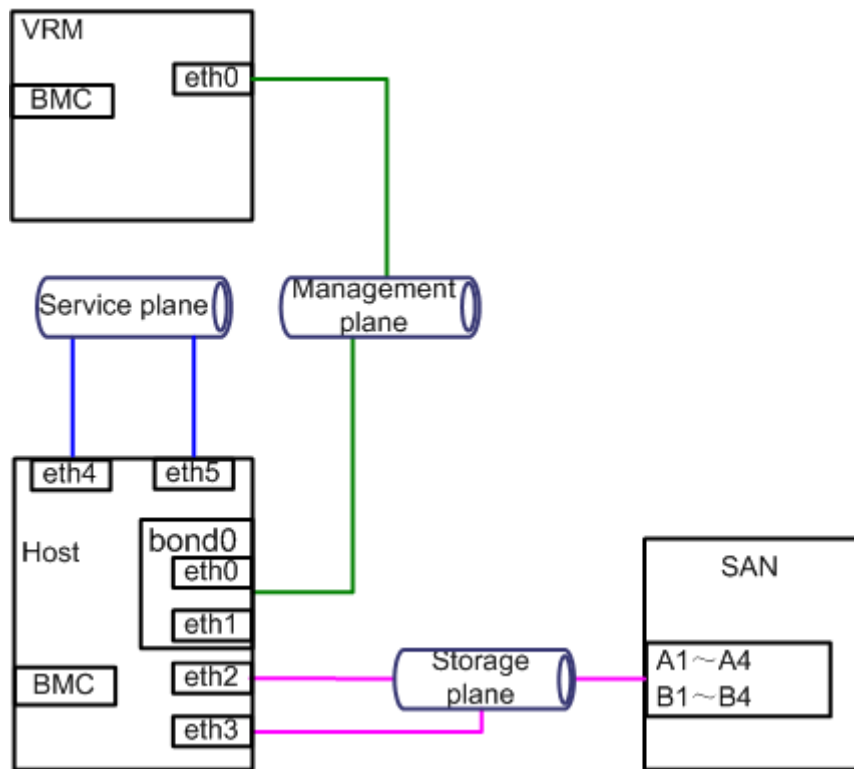 VRM
eth0
BMC
Service plane
Management
plane
eth4
eth5
Host
bond0
eth0
eth1
BMC
eth2
eth3
Storage
plane
SAN
A1～A4
B1～B4